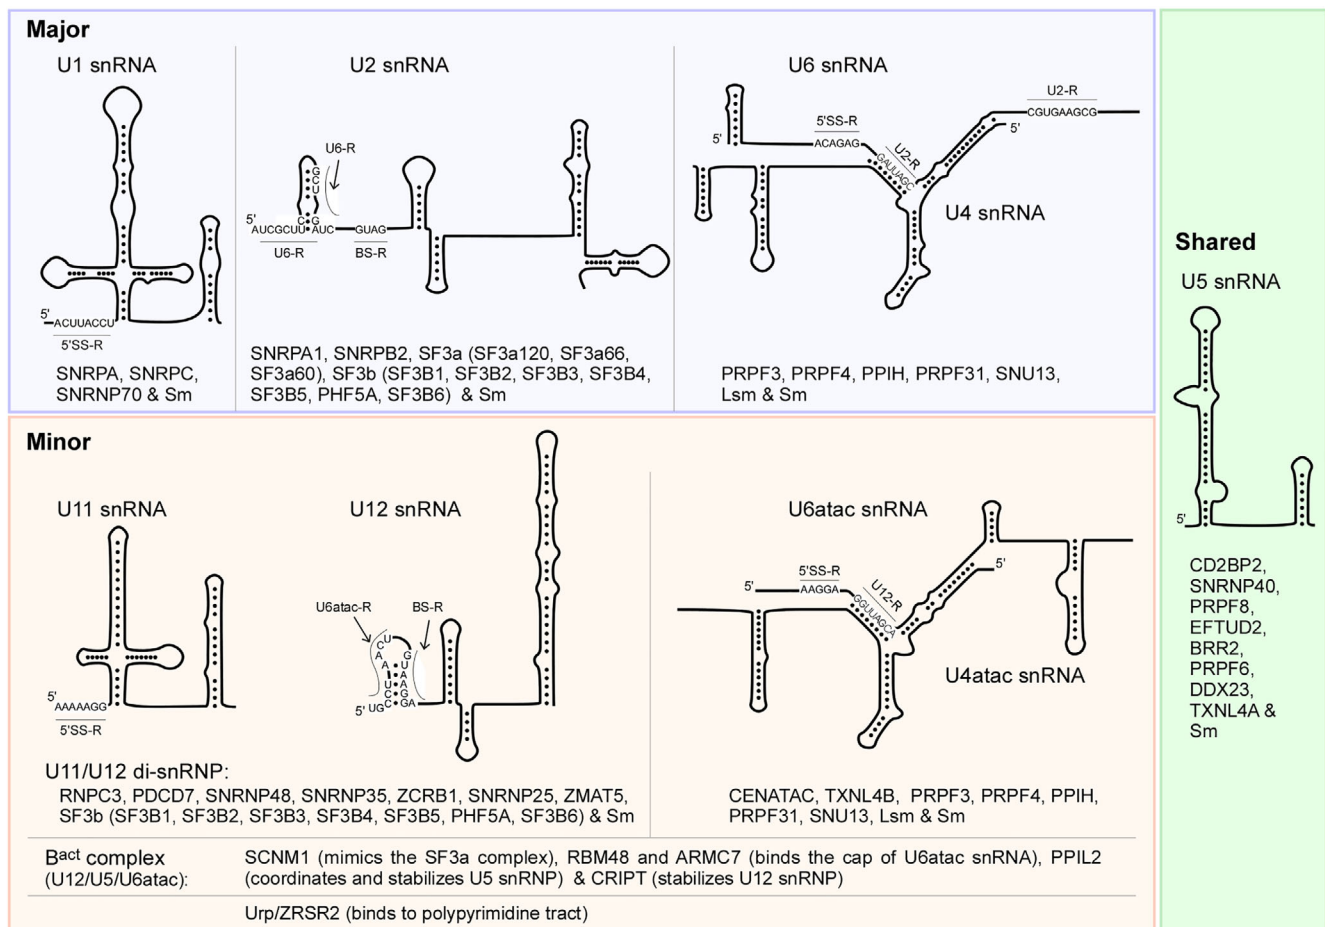 Major
U1 snRNA
5'
ACUUACCU
5'SS-R
SNRPA, SNRPC,
SNRNP70 & Sm
U2 snRNA
U6-R
GCU
5'
AUCGCUU
C G
AUC
GUAG
U6-R
BS-R
SNRPA1, SNRPB2, SF3a (SF3a120, SF3a66,
SF3a60), SF3b (SF3B1, SF3B2, SF3B3, SF3B4,
SF3B5, PHF5A, SF3B6) & Sm
U6 snRNA
5'
5'SS-R
ACAGAG
U2-R
GAUUAGC
U2-R
CGUGAAGCG
5'
U4 snRNA
PRPF3, PRPF4, PPIH, PRPF31, SNU13,
Lsm & Sm
Minor
U11 snRNA
5'
AAAAAGG
5'SS-R
U12 snRNA
U6atac-R
BS-R
5' UGCCUUAACU
GUAAGGA
U11/U12 di-snRNP:
RNPC3, PDCD7, SNRNP48, SNRNP35, ZCRB1, SNRNP25, ZMAT5,
SF3b (SF3B1, SF3B2, SF3B3, SF3B4, SF3B5, PHF5A, SF3B6) & Sm
U6atac snRNA
5'
5'SS-R
AAGGA
U12-R
GGUUAGCA
5'
U4atac snRNA
CENATAC, TXNL4B, PRPF3, PRPF4, PPIH,
PRPF31, SNU13, Lsm & Sm
Bact complex
(U12/U5/U6atac):
SCNM1 (mimics the SF3a complex), RBM48 and ARMC7 (binds the cap of U6atac snRNA), PPIL2
(coordinates and stabilizes U5 snRNP) & CRIPT (stabilizes U12 snRNP)
Urp/ZRSR2 (binds to polypyrimidine tract)
Shared
U5 snRNA
5'
CD2BP2,
SNRNP40,
PRPF8,
EFTUD2,
BRR2,
PRPF6,
DDX23,
TXNL4A &
Sm